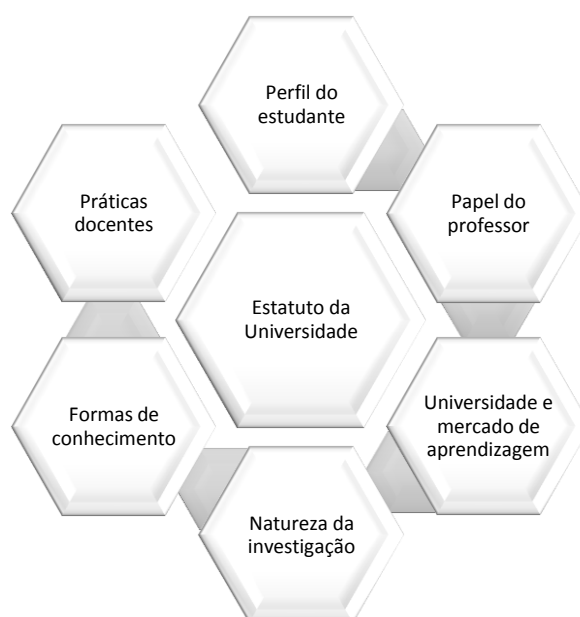 Perfil do
estudante
Práticas
docentes
Papel do
professor
Estatuto da
Universidade
Formas de
conhecimento
Universidade e
mercado de
aprendizagem
Natureza da
investigação